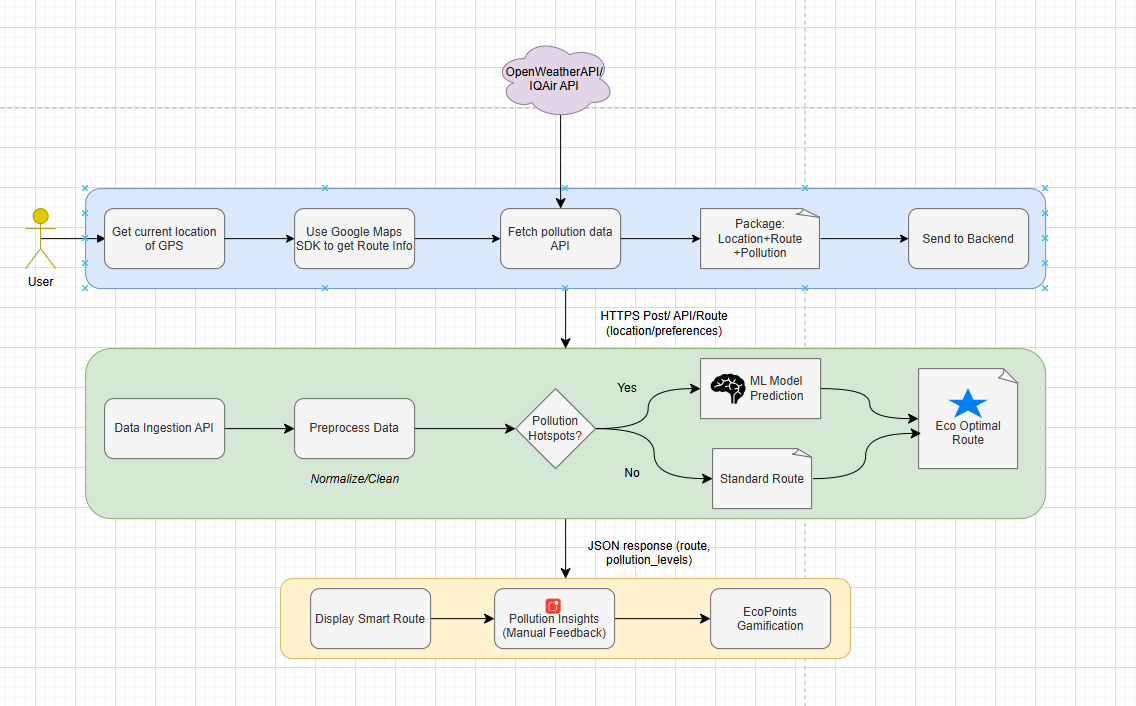 OpenWeatherAPI/
IQAir API
User
Get current location
of GPS
Use Google Maps
SDK to get Route Info
Fetch pollution data
API
Package:
Location+Route
+Pollution
Send to Backend
HTTPS Post/ API/Route
(location/preferences)
Data Ingestion API
Preprocess Data
Normalize/Clean
Pollution
Hotspots?
Yes
No
ML Model
Prediction
Standard Route
Eco Optimal
Route
JSON response (route,
pollution_levels)
Display Smart Route
Pollution Insights
(Manual Feedback)
EcoPoints
Gamification